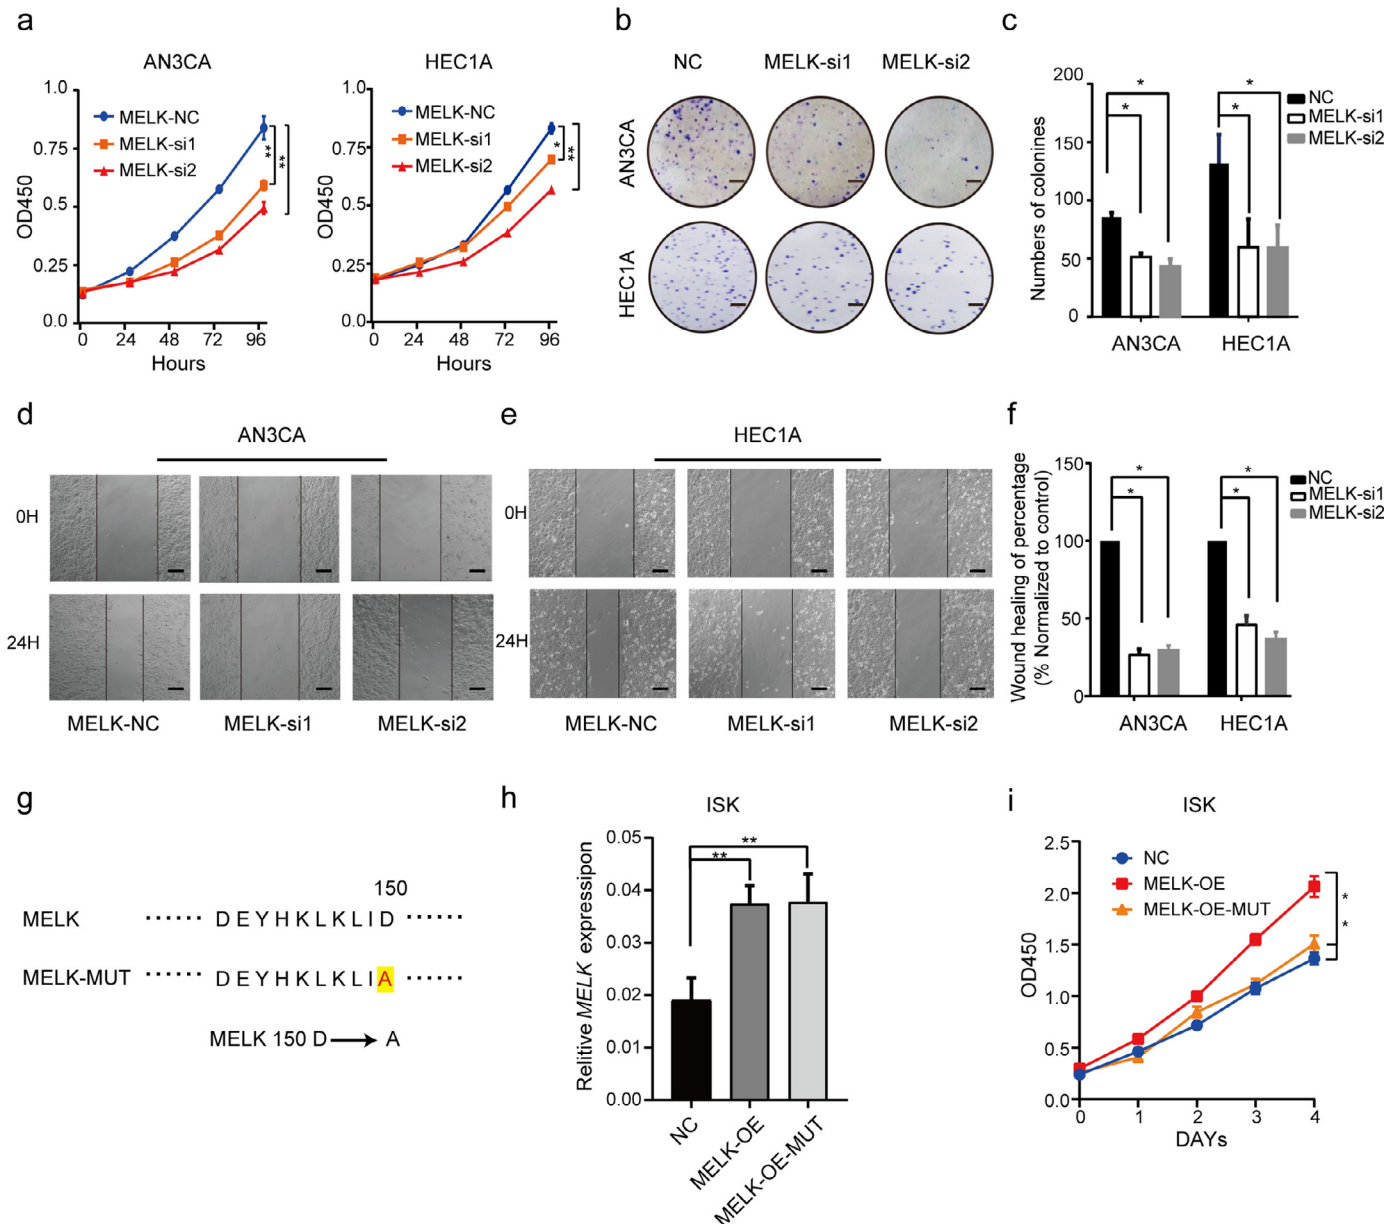 a
AN3CA
1.0
0.75
0.5
0.25
0.0
OD450
MELK-NC
MELK-si1
MELK-si2
**
**
0 24 48 72 96
Hours
HEC1A
1.0
0.75
0.5
0.25
0.0
OD450
MELK-NC
MELK-si1
MELK-si2
*
**
0 24 48 72 96
Hours
b
NC MELK-si1 MELK-si2
AN3CA
HEC1A
c
200
150
100
50
0
Numbers of colonines
* *
* *
NC
MELK-si1
MELK-si2
AN3CA HEC1A
d
AN3CA
0H
24H
MELK-NC MELK-si1 MELK-si2
e
HEC1A
0H
24H
MELK-NC MELK-si1 MELK-si2
f
150
100
50
0
Wound healing of percentage
(% Normalized to control)
* *
* *
NC
MELK-si1
MELK-si2
AN3CA HEC1A
g
150
MELK ...... D E Y H K L K L I D ......
MELK-MUT ...... D E Y H K L K L I A ......
MELK 150 D → A
h
ISK
0.05
0.04
0.03
0.02
0.01
0.00
Relitive MELK expressipon
**
**
NC
MELK-OE
MELK-OE-MUT
i
ISK
2.5
2.0
1.5
1.0
0.5
0.0
OD450
NC
MELK-OE
MELK-OE-MUT
*
*
0 1 2 3 4
DAYs